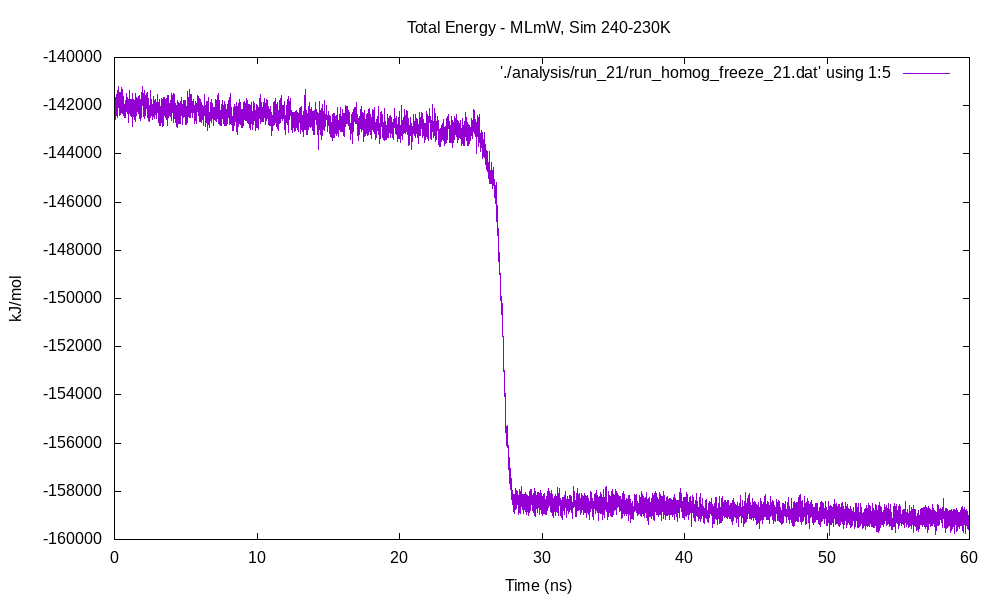 Total Energy - MLmW, Sim 240-230K
'./analysis/run_21/run_homog_freeze_21.dat' using 1:5
-140000
-142000
-144000
-146000
-148000
-150000
-152000
-154000
-156000
-158000
-160000
kJ/mol
0 10 20 30 40 50 60
Time (ns)